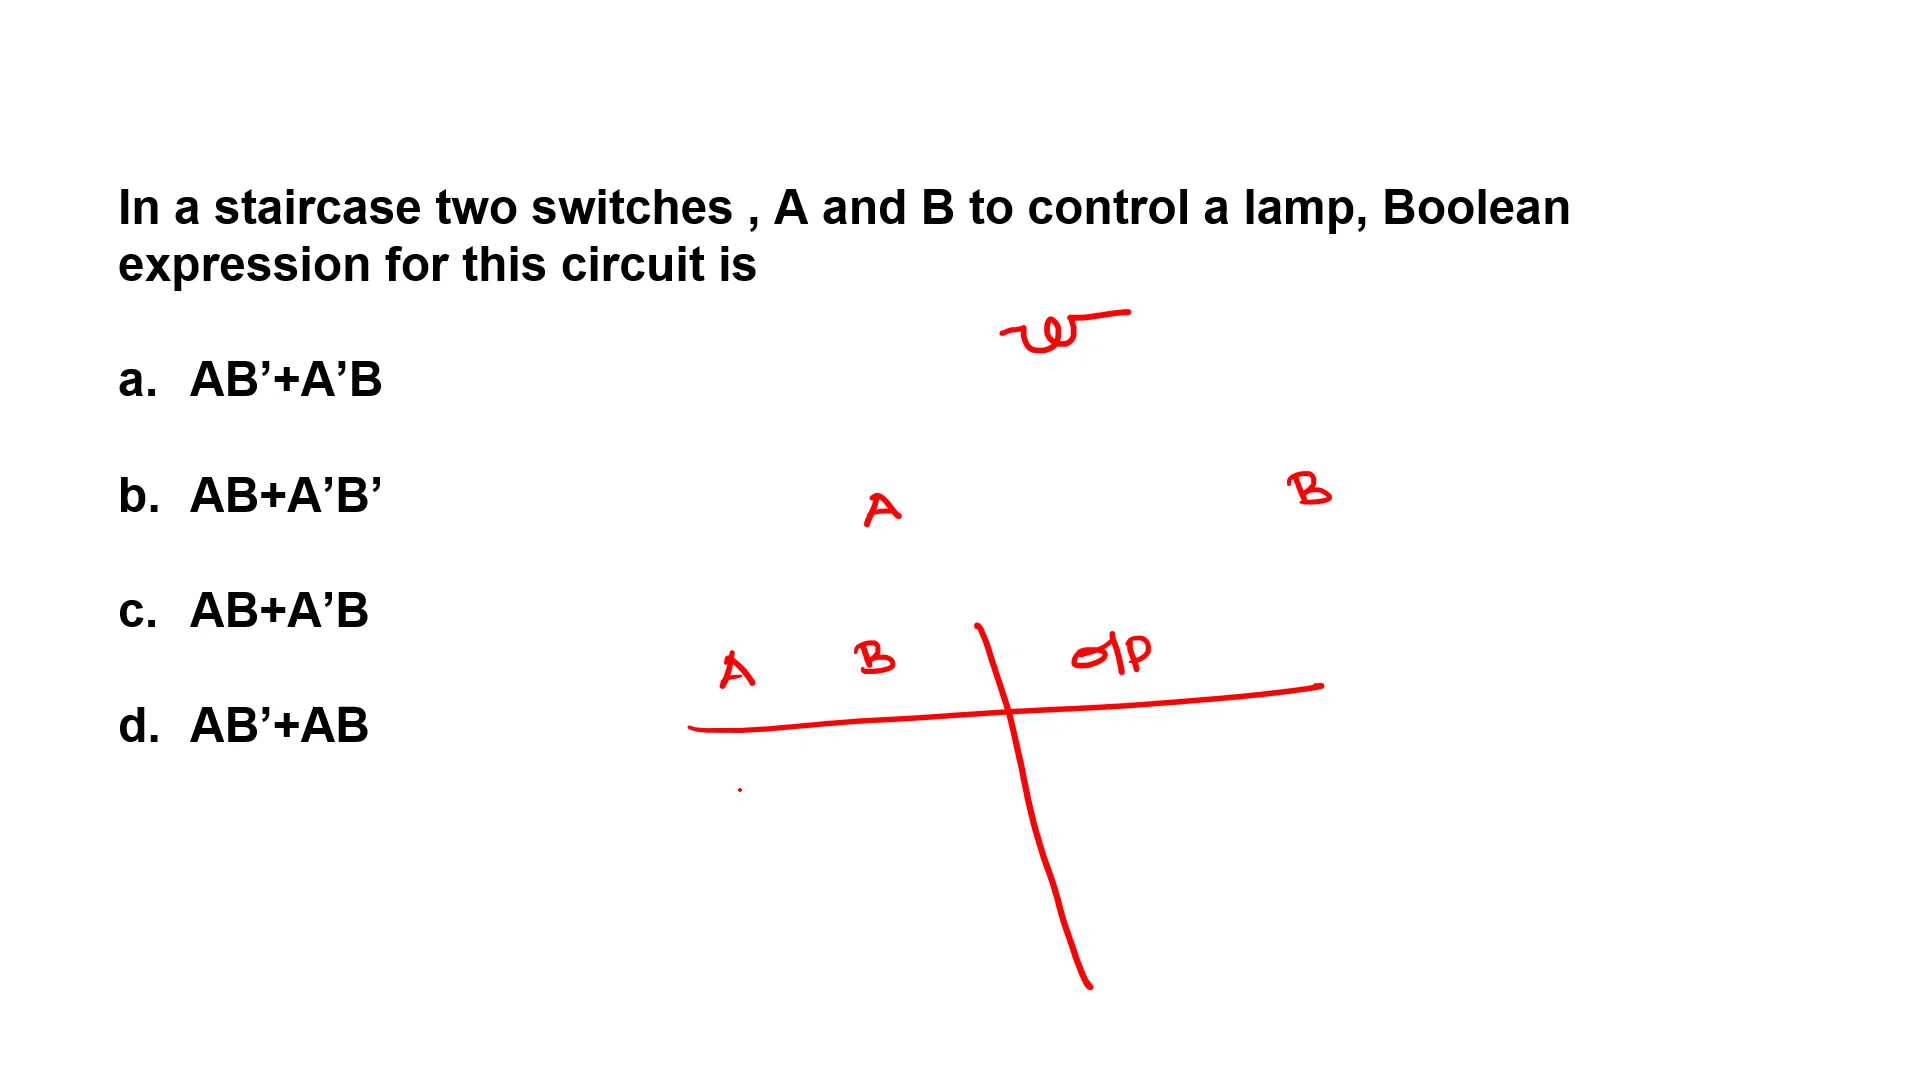 In a staircase two switches , A and B to control a lamp, Boolean
expression for this circuit is
a. AB’+A’B
b. AB+A’B’
A B
c. AB+A’B
A B o/p
d. AB’+AB